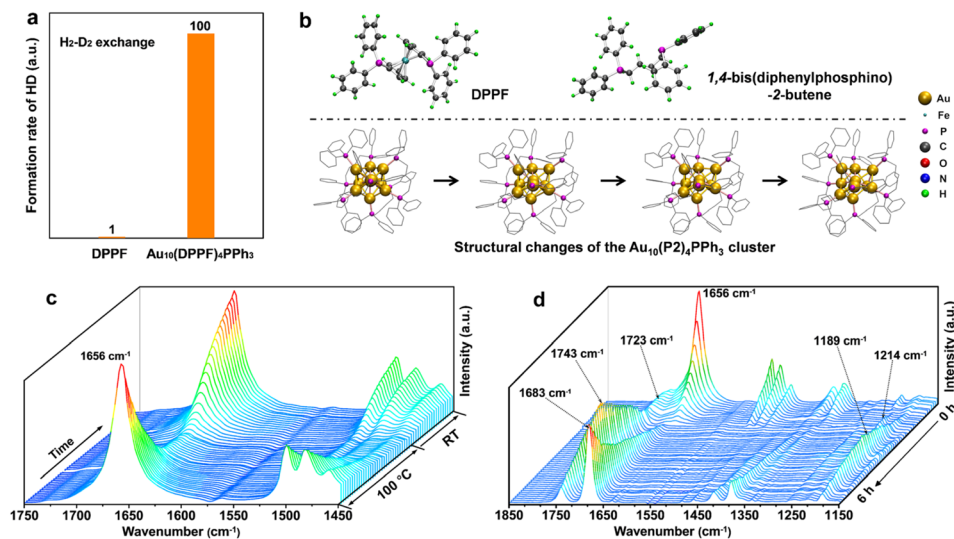 a
H₂-D₂ exchange
Formation rate of HD (a.u.)
1
100
DPPF
Au₁₀(DPPF)₄PPh₃
b
DPPF
1,4-bis(diphenylphosphino)
-2-butene
Structural changes of the Au₁₀(P2)₄PPh₃ cluster
Au
Fe
P
C
O
N
H
c
1656 cm⁻¹
Time
Intensity (a.u.)
RT
100 °C
1750
1650
1600
1550
1500
1450
Wavenumber (cm⁻¹)
d
1656 cm⁻¹
1723 cm⁻¹
1743 cm⁻¹
1683 cm⁻¹
1189 cm⁻¹
1214 cm⁻¹
Intensity (a.u.)
0 h
6 h
1850
1750
1650
1550
1450
1350
1250
1150
Wavenumber (cm⁻¹)